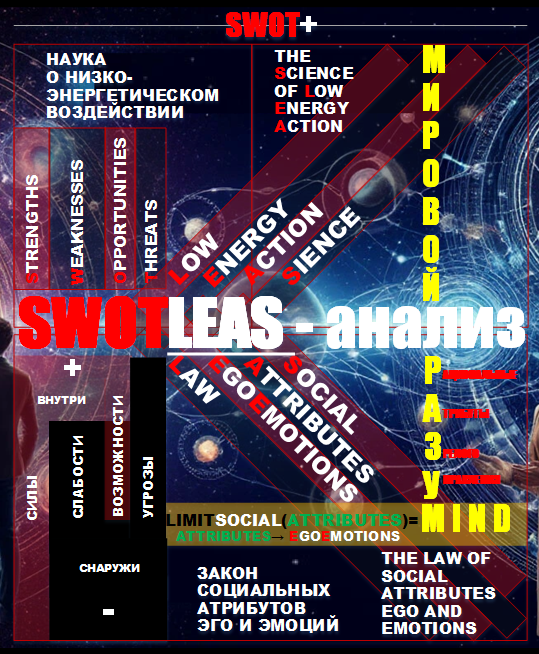 SWOT+
НАУКА
О НИЗКО-
ЭНЕРГЕТИЧЕСКОМ
ВОЗДЕЙСТВИИ
THE
SCIENCE
OF LOW
ENERGY
ACTION
STRENGTHS
WEAKNESSES
OPPORTUNITIES
THREATS
LOW
ENERGY
ACTION
SIENCE
МИРОВОЙ
SWOTLEAS - анализ
+
ВНУТРИ
СИЛЫ
СЛАБОСТИ
ВОЗМОЖНОСТИ
УГРОЗЫ
СНАРУЖИ
-
LAW
EGOEMOTIONS
ATTRIBUTES
SOCIAL
РАЗУМ
MIND
LIMITSOCIAL(ATTRIBUTES)=
ATTRIBUTES→ EGOEMOTIONS
ЗАКОН
СОЦИАЛЬНЫХ
АТРИБУТОВ
ЭГО И ЭМОЦИЙ
THE LAW OF
SOCIAL
ATTRIBUTES
EGO AND
EMOTIONS